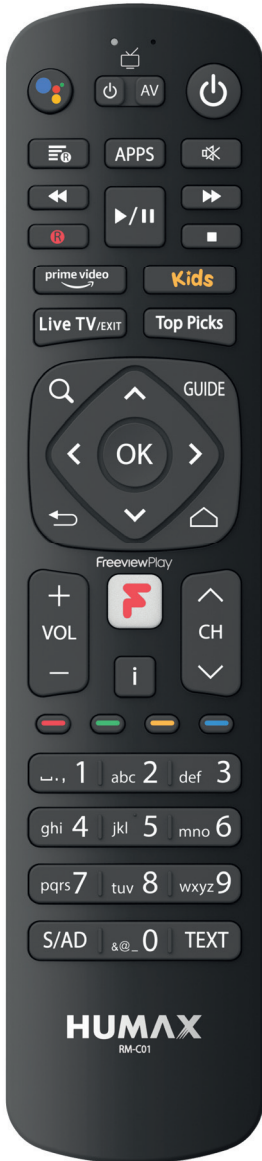 AV
R APPS
R
prime video Kids
Live TV/EXIT Top Picks
GUIDE
OK
FreeviewPlay
+ F
VOL CH
− i
⎵., 1 abc 2 def 3
ghi 4 jkl 5 mno 6
pqrs 7 tuv 8 wxyz 9
S/AD &@_ 0 TEXT
HUMAX
RM-C01